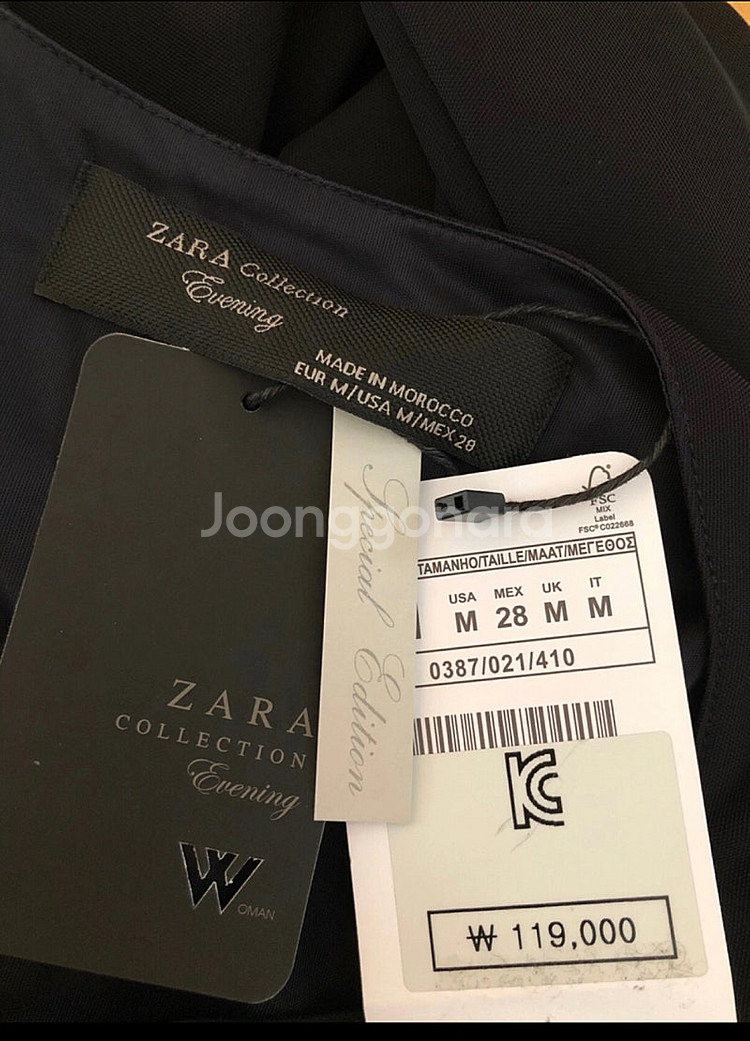 ZARA Collection
Evening
MADE IN MOROCCO
EUR M/USA M/MEX 28
Joonggonara
Special Edition
FSC
MIX
Label
FSC® C022668
TAMANHO/TAILLE/MAAT/ΜΕΓΕΘΟΣ
USA MEX UK IT
M 28 M M
0387/021/410
ZARA
COLLECTION
Evening
W
OMAN
KC
₩ 119,000